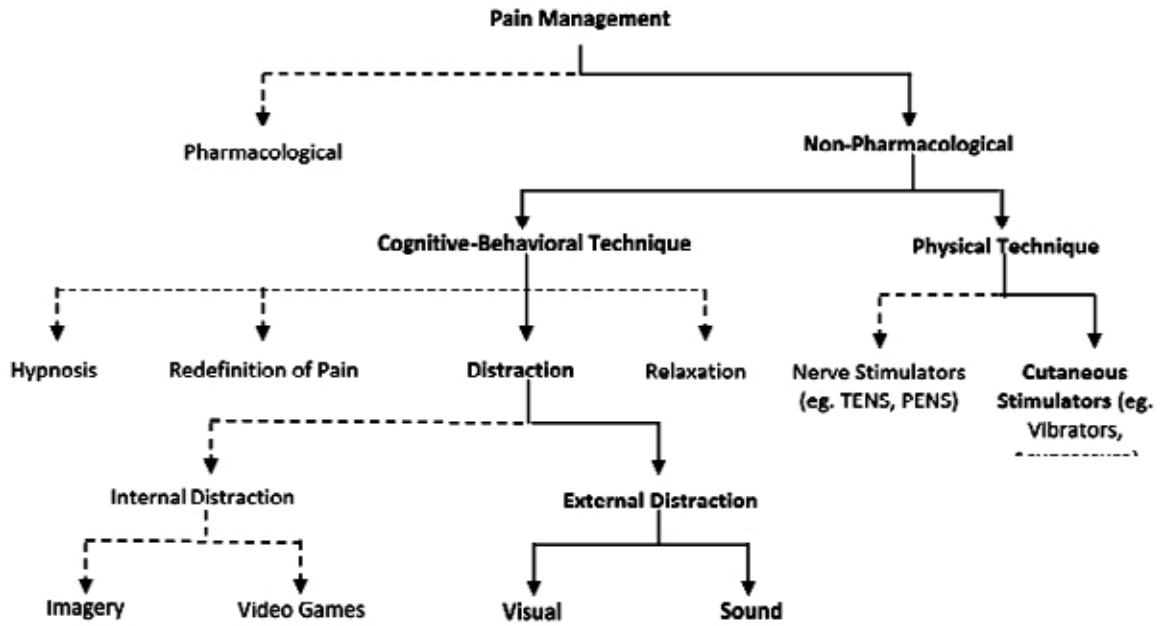 Pain Management
Pharmacological
Non-Pharmacological
Cognitive-Behavioral Technique
Physical Technique
Hypnosis
Redefinition of Pain
Distraction
Relaxation
Nerve Stimulators
(eg. TENS, PENS)
Cutaneous
Stimulators (eg.
Vibrators,
Internal Distraction
External Distraction
Imagery
Video Games
Visual
Sound